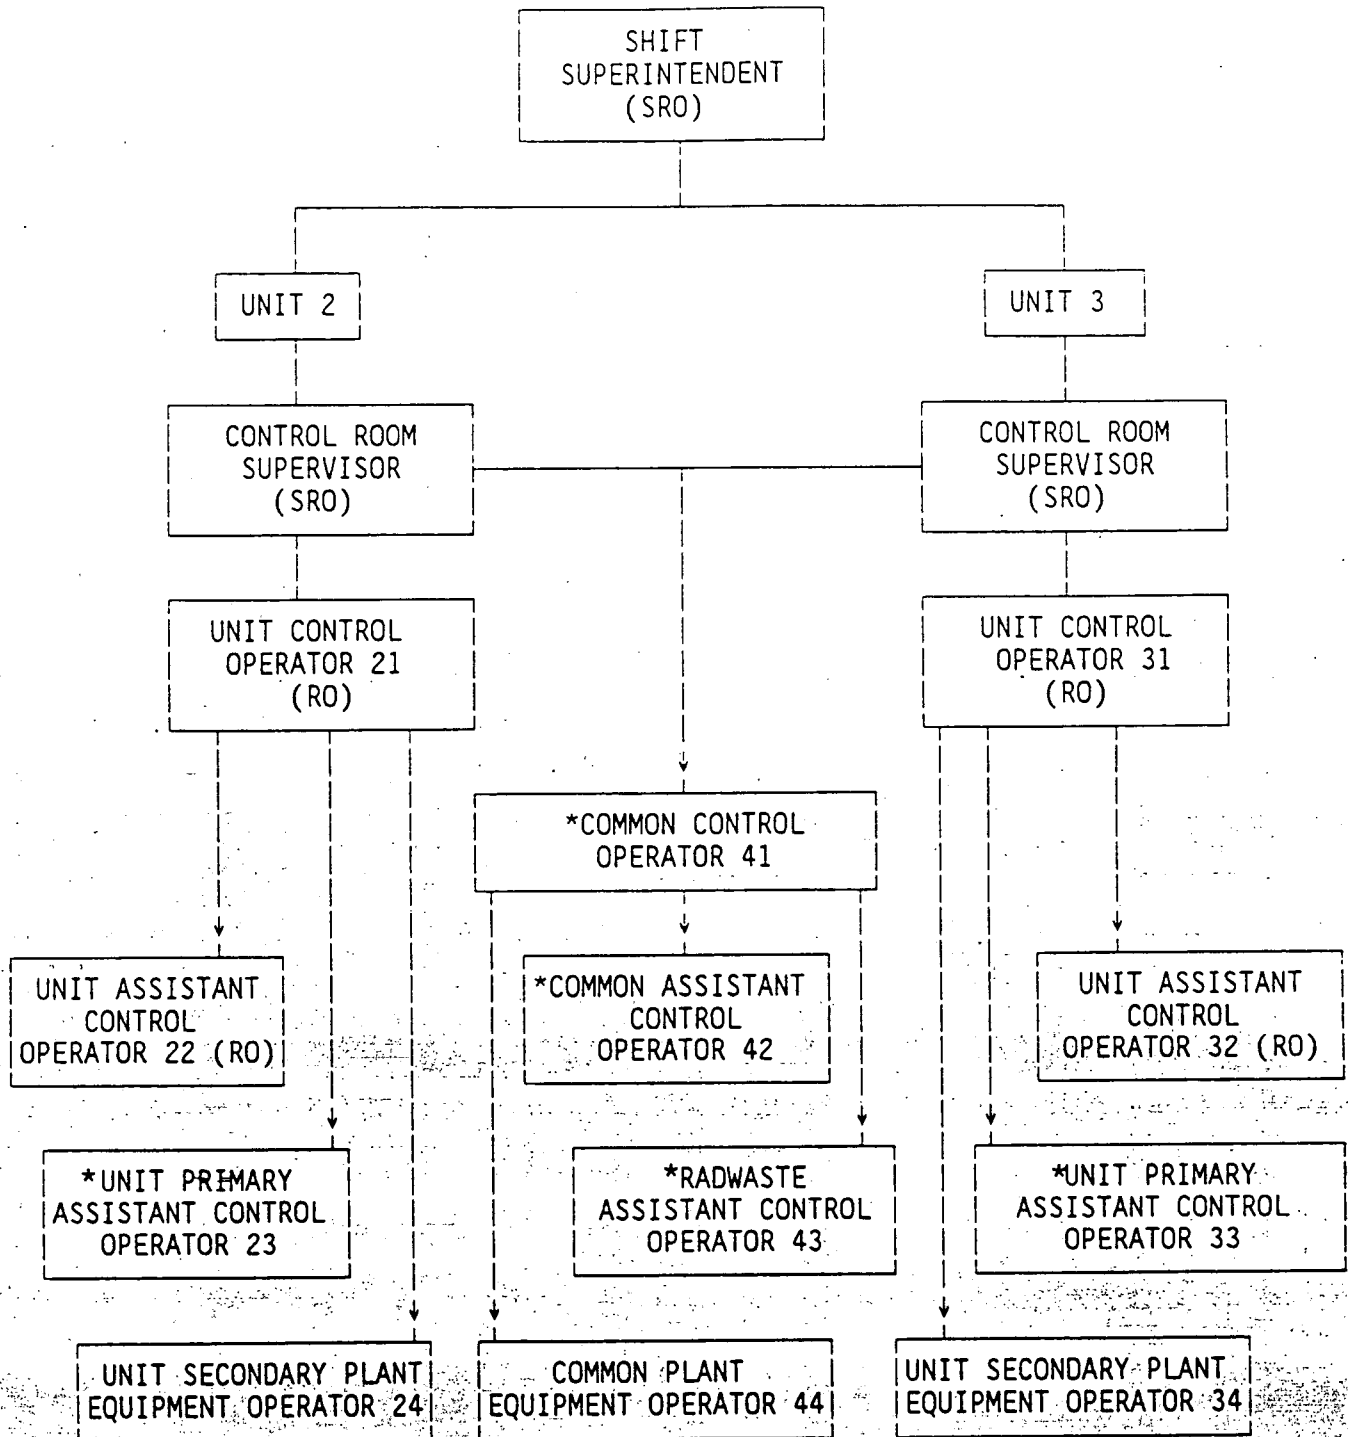 SHIFT
SUPERINTENDENT
(SRO)
UNIT 2
UNIT 3
CONTROL ROOM
SUPERVISOR
(SRO)
CONTROL ROOM
SUPERVISOR
(SRO)
UNIT CONTROL
OPERATOR 21
(RO)
UNIT CONTROL
OPERATOR 31
(RO)
*COMMON CONTROL
OPERATOR 41
UNIT ASSISTANT
CONTROL
OPERATOR 22 (RO)
*COMMON ASSISTANT
CONTROL
OPERATOR 42
UNIT ASSISTANT
CONTROL
OPERATOR 32 (RO)
*UNIT PRIMARY
ASSISTANT CONTROL
OPERATOR 23
*RADWASTE
ASSISTANT CONTROL
OPERATOR 43
*UNIT PRIMARY
ASSISTANT CONTROL
OPERATOR 33
UNIT SECONDARY PLANT
EQUIPMENT OPERATOR 24
COMMON PLANT
EQUIPMENT OPERATOR 44
UNIT SECONDARY PLANT
EQUIPMENT OPERATOR 34